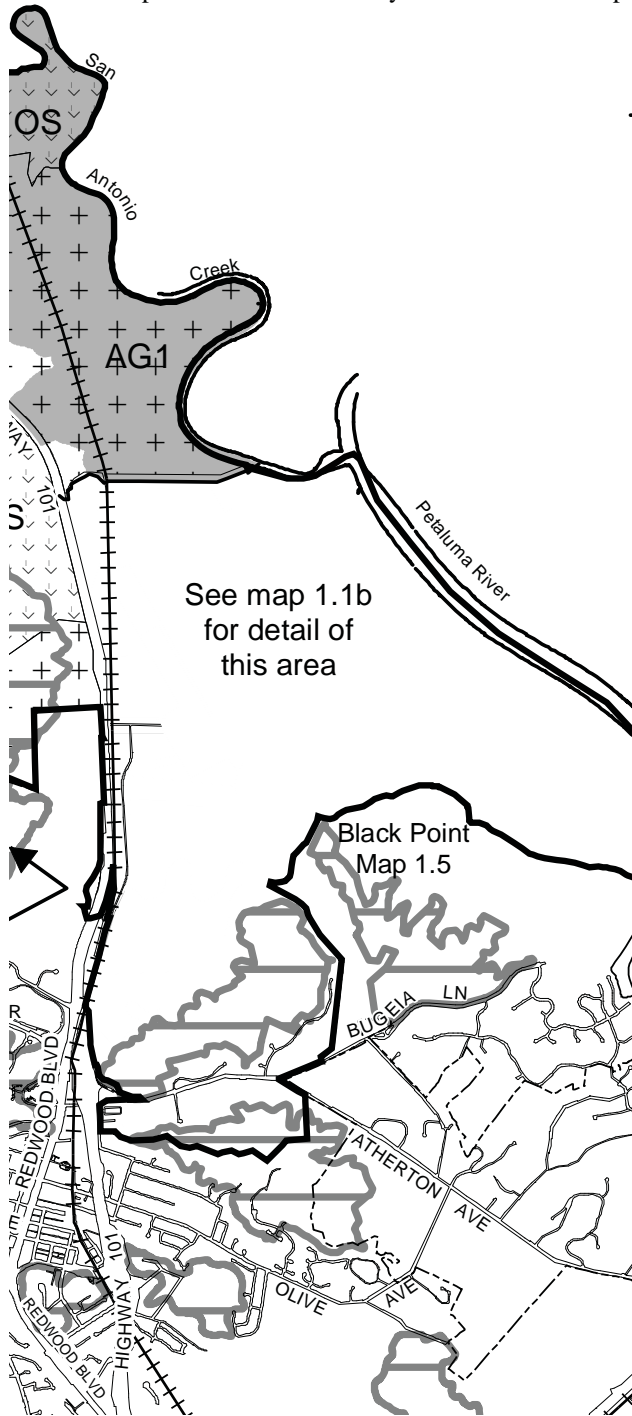 San
OS
Antonio
Creek
AG1
WAY
101
S
Petaluma River
See map 1.1b
for detail of
this area
Black Point
Map 1.5
R
BUGEIA
LN
REDWOOD BLVD
ATHERTON
AVE
HIGHWAY 101
OLIVE
AVE
REDWOOD BLVD